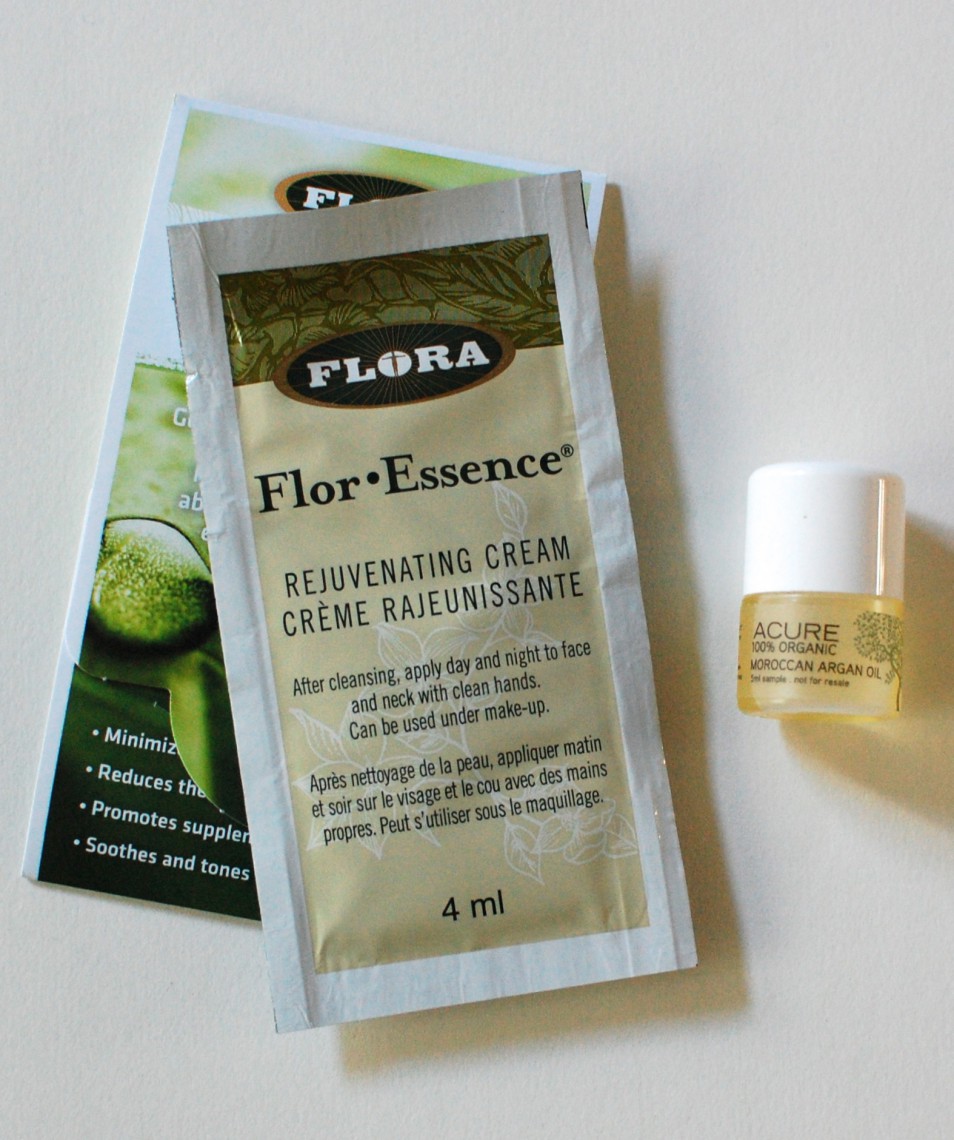 FLORA
Flor•Essence®
REJUVENATING CREAM
CRÈME RAJEUNISSANTE
After cleansing, apply day and night to face
and neck with clean hands.
Can be used under make-up.
Après nettoyage de la peau, appliquer matin
et soir sur le visage et le cou avec des mains
propres. Peut s'utiliser sous le maquillage.
4 ml
• Reduces
• Promotes
• Soothes and tones
ACURE
100% ORGANIC
MOROCCAN ARGAN OIL
5ml sample . not for resale